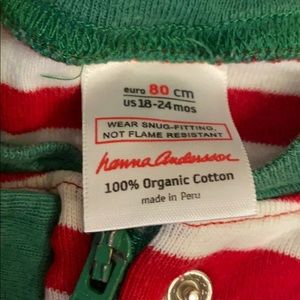 euro 80 cm
US 18-24 mos
WEAR SNUG-FITTING.
NOT FLAME RESISTANT
hanna andersson
100% Organic Cotton
made in Peru